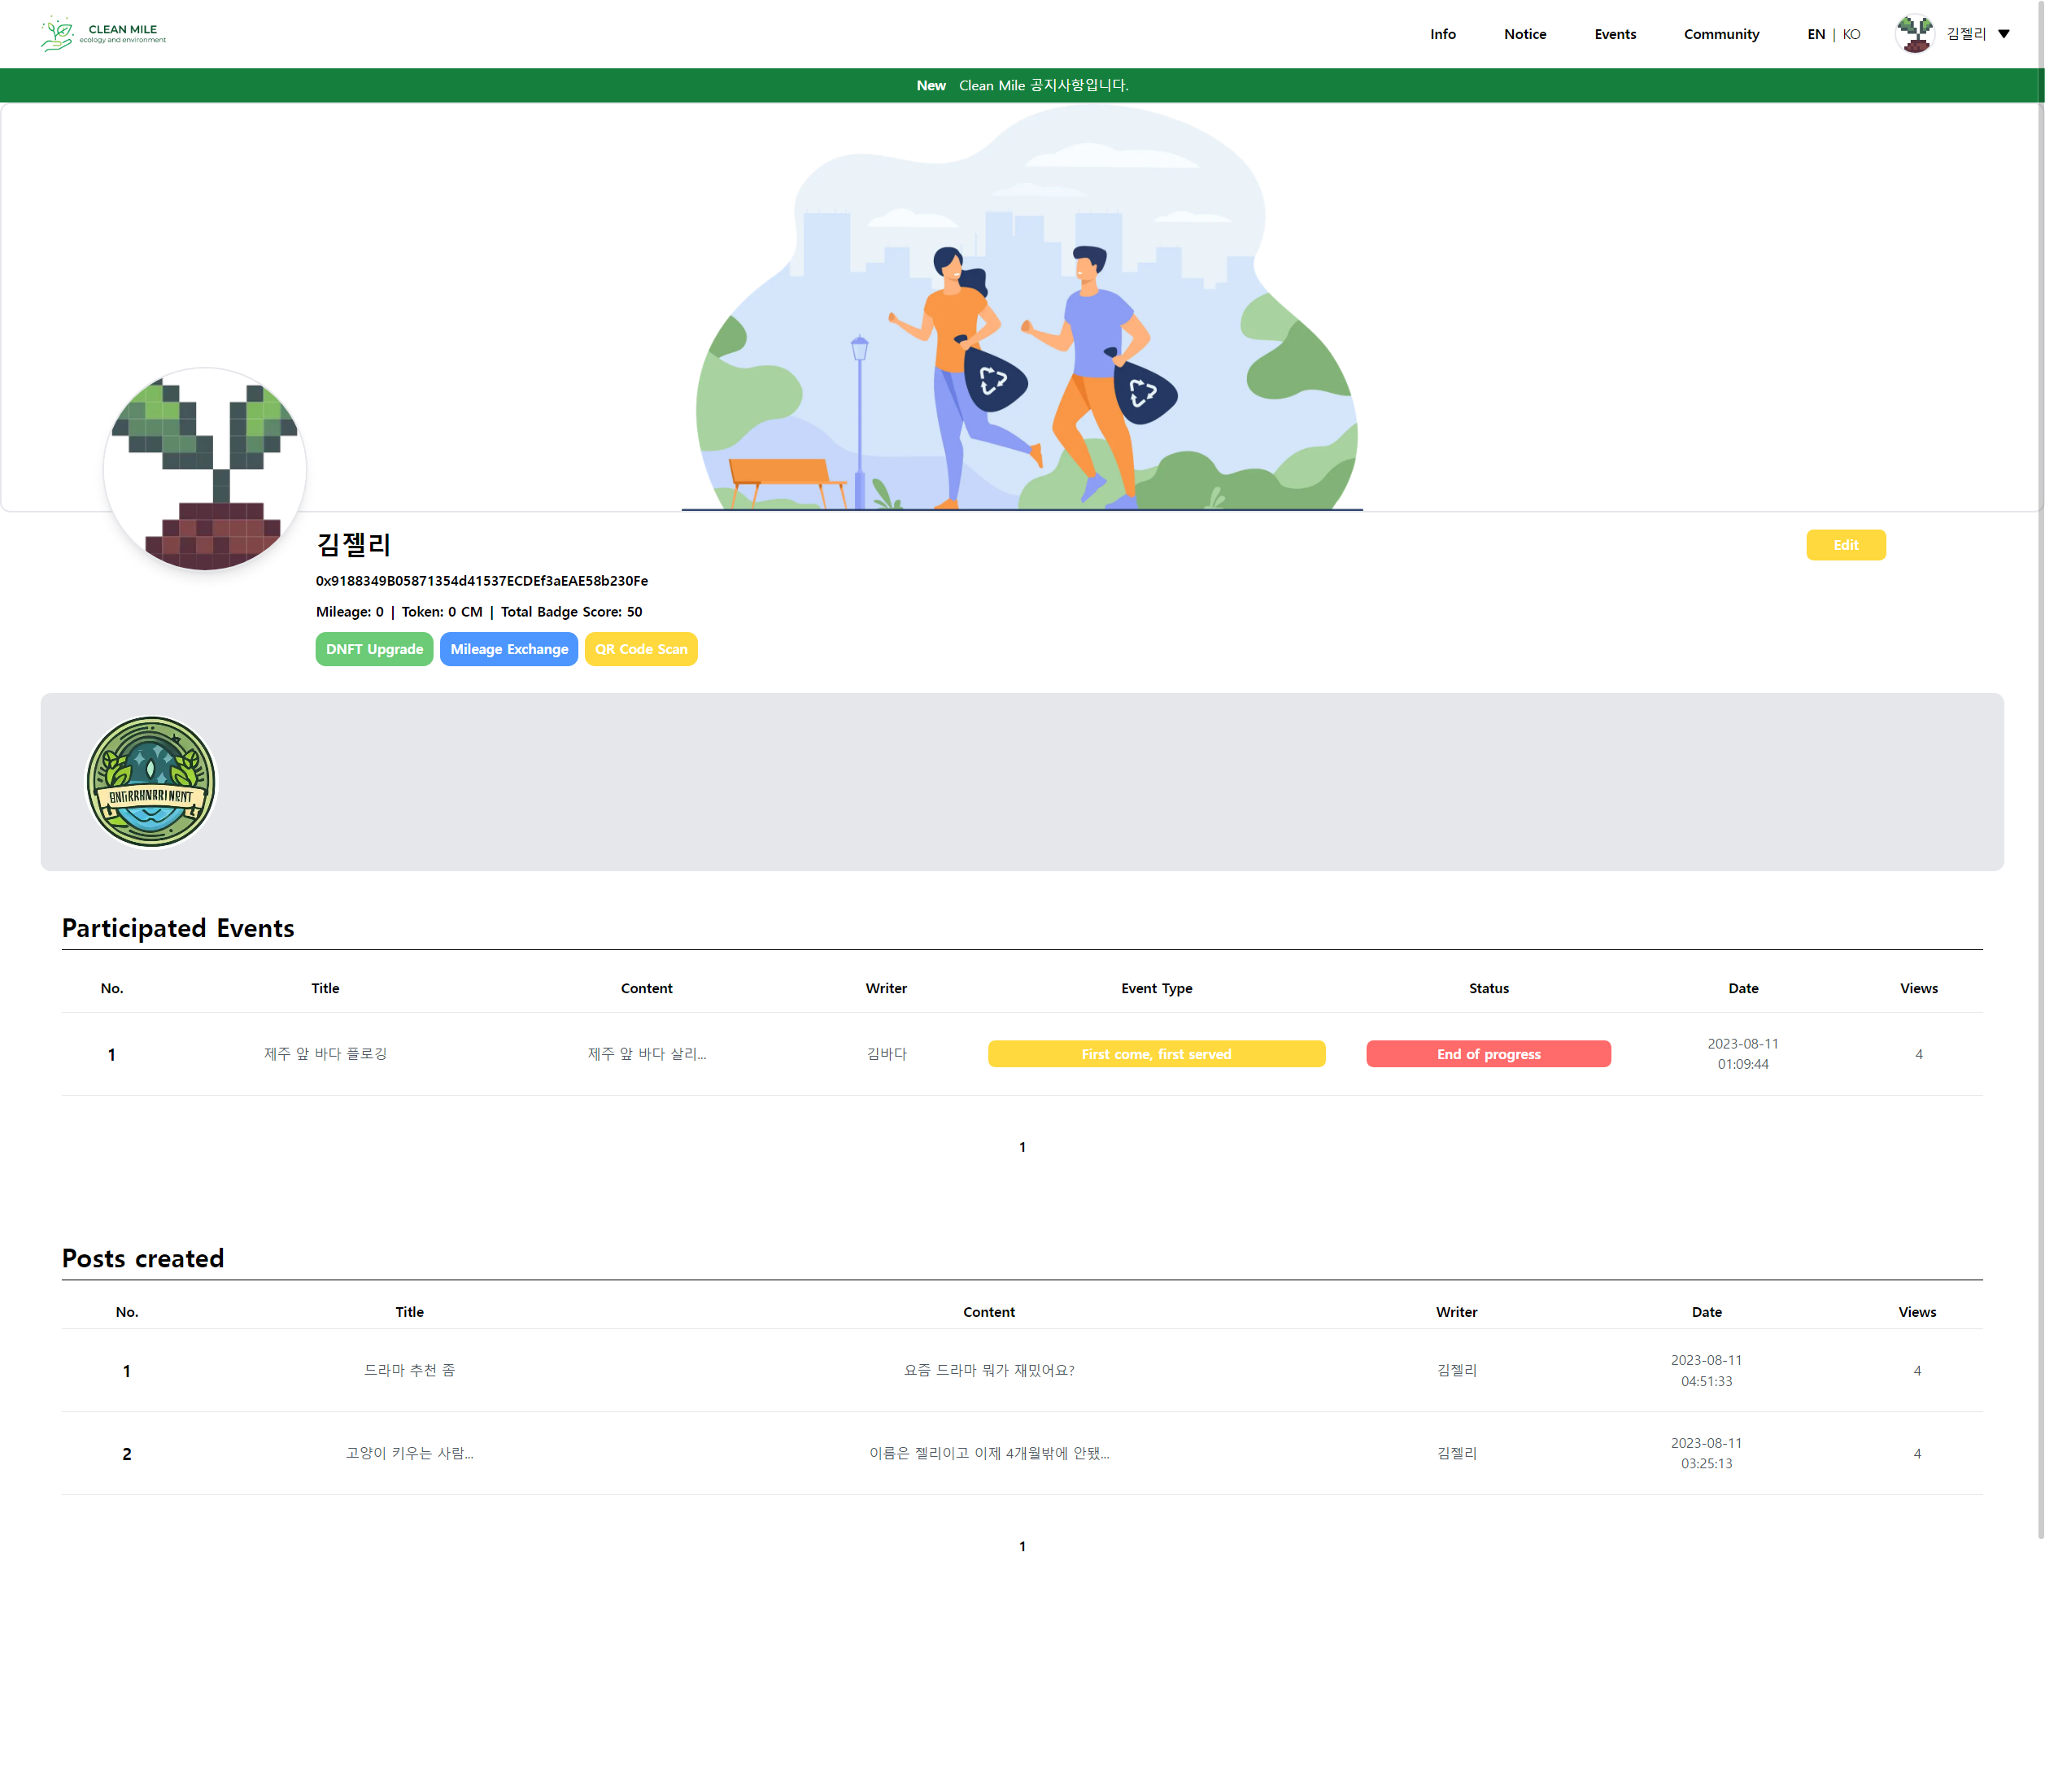 CLEAN MILE
ecology and environment
Info Notice Events Community EN | KO 김젤리
New Clean Mile 공지사항입니다.
김젤리
Edit
0x9188349B05871354d41537ECDEf3aEAE58b230Fe
Mileage: 0 | Token: 0 CM | Total Badge Score: 50
DNFT Upgrade Mileage Exchange QR Code Scan
Participated Events
No. Title Content Writer Event Type Status Date Views
1 제주 앞 바다 플로깅 제주 앞 바다 살리... 김바다 First come, first served End of progress 2023-08-11 4
01:09:44
1
Posts created
No. Title Content Writer Date Views
1 드라마 추천 좀 요즘 드라마 뭐가 재밌어요? 김젤리 2023-08-11 4
04:51:33
2 고양이 키우는 사람... 이름은 젤리이고 이제 4개월밖에 안됐... 김젤리 2023-08-11 4
03:25:13
1